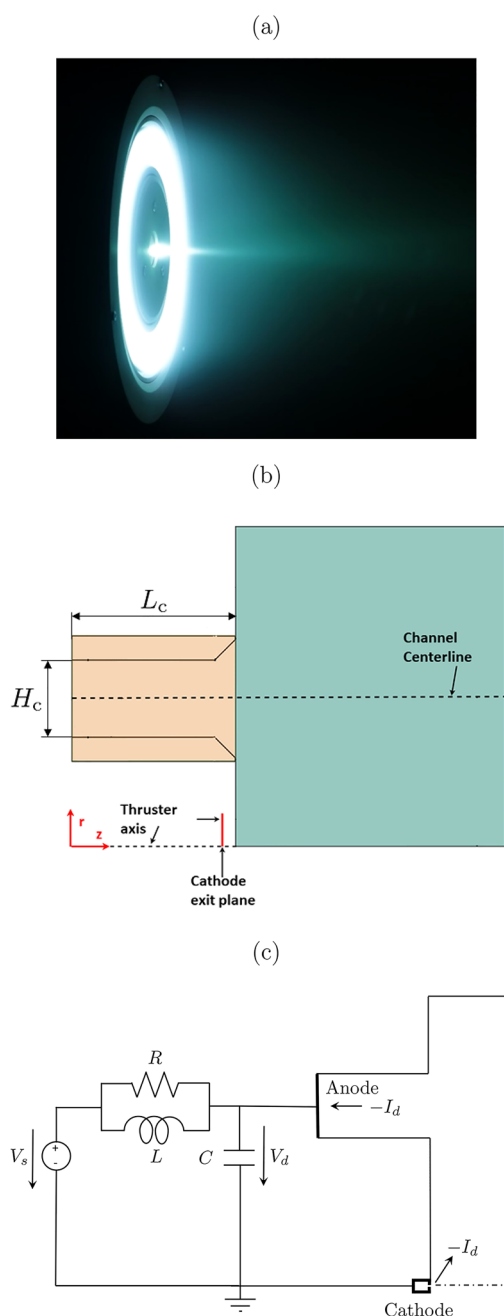 (a)
(b)
L_c
Channel
Centerline
H_c
Thruster
axis
r
z
Cathode
exit plane
(c)
R
Anode
-I_d
V_s
+
-
L
C
V_d
-I_d
Cathode